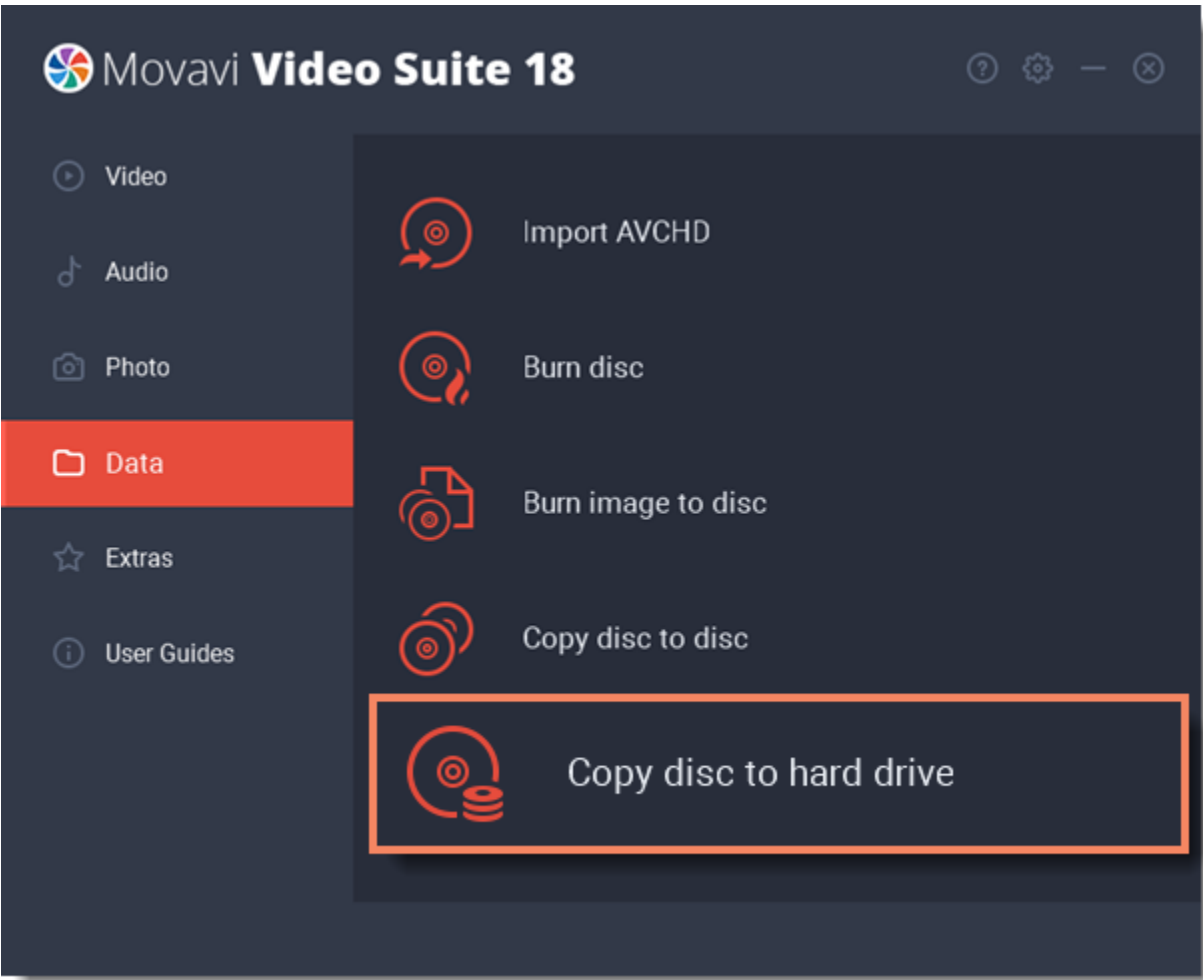 Movavi Video Suite 18
Video
Audio
Photo
Data
Extras
User Guides
Import AVCHD
Burn disc
Burn image to disc
Copy disc to disc
Copy disc to hard drive